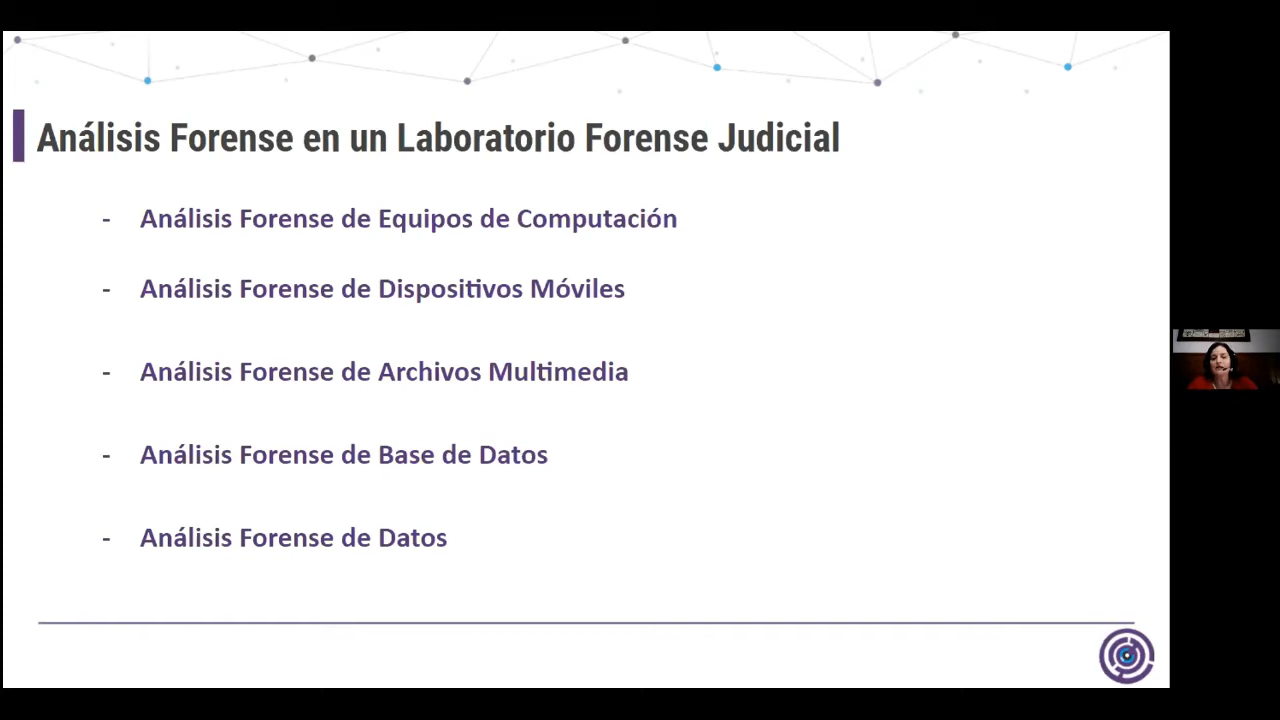 Análisis Forense en un Laboratorio Forense Judicial
- Análisis Forense de Equipos de Computación
- Análisis Forense de Dispositivos Móviles
- Análisis Forense de Archivos Multimedia
- Análisis Forense de Base de Datos
- Análisis Forense de Datos